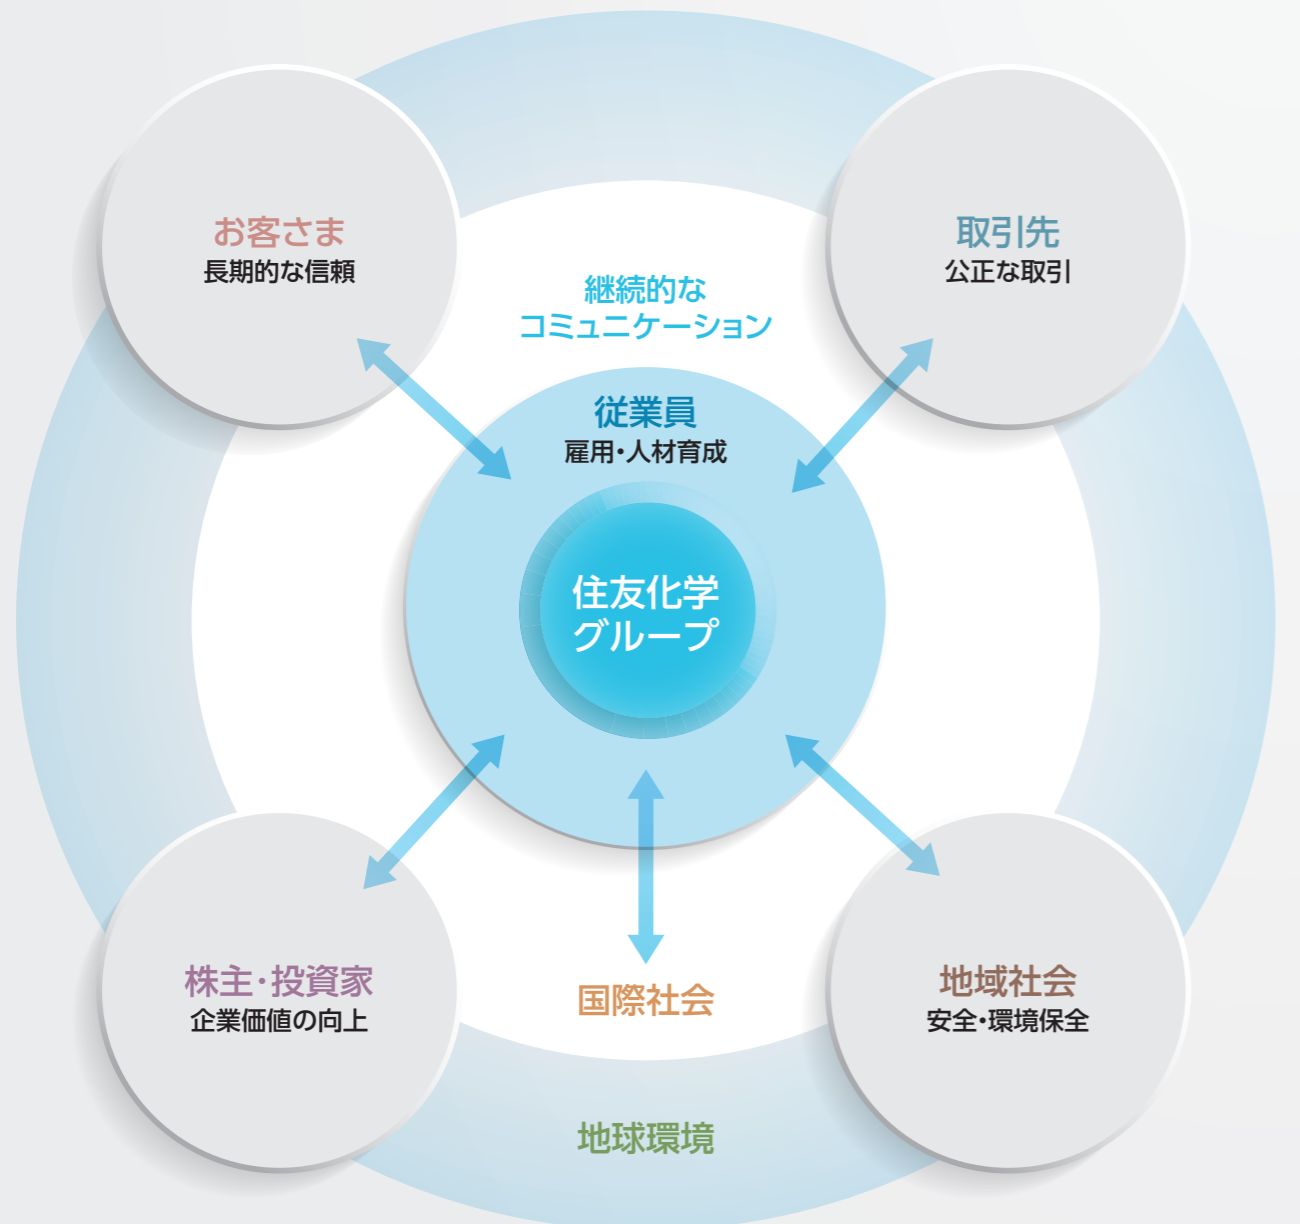 お客さま
長期的な信頼
取引先
公正な取引
継続的な
コミュニケーション
従業員
雇用・人材育成
住友化学
グループ
株主・投資家
企業価値の向上
国際社会
地域社会
安全・環境保全
地球環境